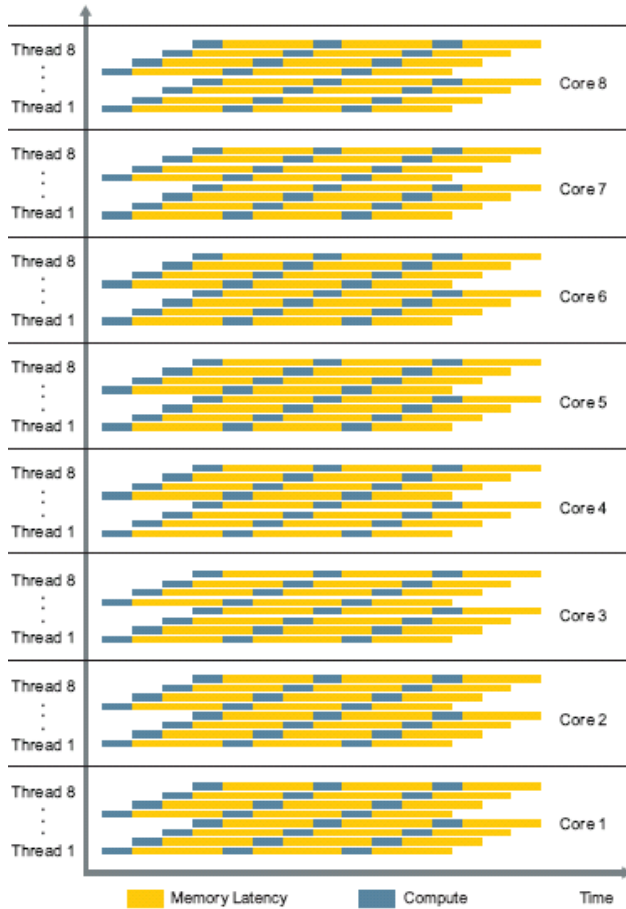 Thread 8
Thread 1
Core 8
Thread 8
Thread 1
Core 7
Thread 8
Thread 1
Core 6
Thread 8
Thread 1
Core 5
Thread 8
Thread 1
Core 4
Thread 8
Thread 1
Core 3
Thread 8
Thread 1
Core 2
Thread 8
Thread 1
Core 1
Memory Latency
Compute
Time